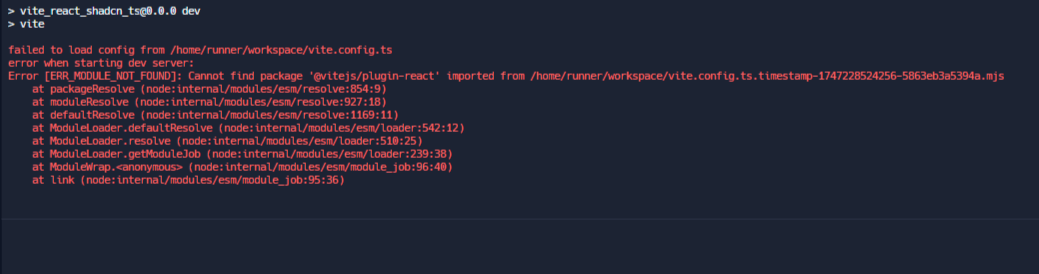 > vite_react_shadcn_ts@0.0.0 dev
> vite
failed to load config from /home/runner/workspace/vite.config.ts
error when starting dev server:
Error [ERR_MODULE_NOT_FOUND]: Cannot find package '@vitejs/plugin-react' imported from /home/runner/workspace/vite.config.ts.timestamp-1747228524256-5863eb3a5394a.mjs
    at packageResolve (node:internal/modules/esm/resolve:854:9)
    at moduleResolve (node:internal/modules/esm/resolve:927:18)
    at defaultResolve (node:internal/modules/esm/resolve:1169:11)
    at ModuleLoader.defaultResolve (node:internal/modules/esm/loader:542:12)
    at ModuleLoader.resolve (node:internal/modules/esm/loader:510:25)
    at ModuleLoader.getModuleJob (node:internal/modules/esm/loader:239:38)
    at ModuleWrap.<anonymous> (node:internal/modules/esm/module_job:96:40)
    at link (node:internal/modules/esm/module_job:95:36)